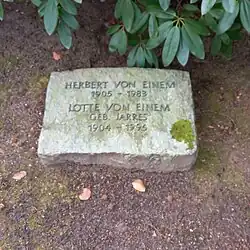 HERBERT VON EINEM
1905 - 1983
LOTTE VON EINEM
GEB. JARRES
1904 - 1996